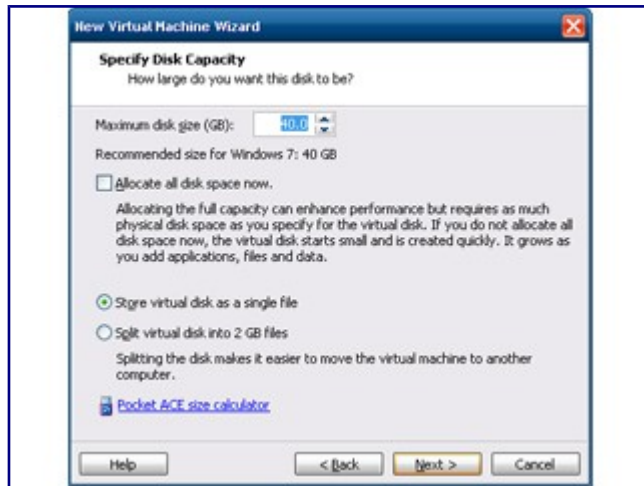 New Virtual Machine Wizard
Specify Disk Capacity
How large do you want this disk to be?
Maximum disk size (GB): 40.0
Recommended size for Windows 7: 40 GB
Allocate all disk space now.
Allocating the full capacity can enhance performance but requires as much
physical disk space as you specify for the virtual disk. If you do not allocate all
disk space now, the virtual disk starts small and is created quickly. It grows as
you add applications, files and data.
Store virtual disk as a single file
Split virtual disk into 2 GB files
Splitting the disk makes it easier to move the virtual machine to another
computer.
Pocket ACE size calculator
Help < Back Next > Cancel